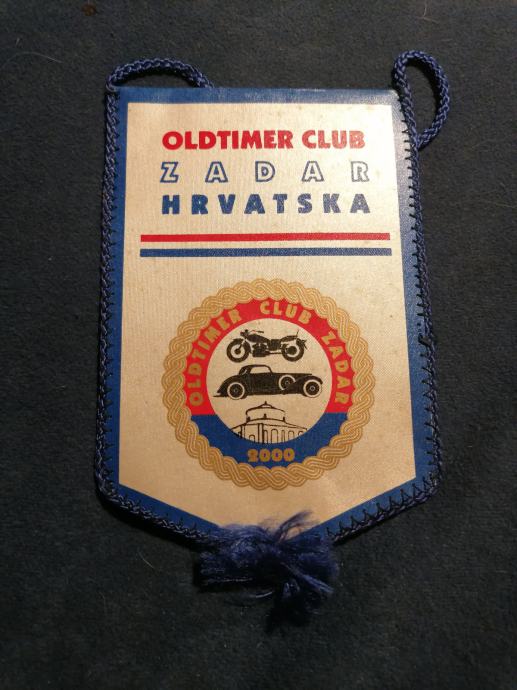 OLDTIMER CLUB
ZADAR
HRVATSKA
OLDTIMER CLUB ZADAR
2000